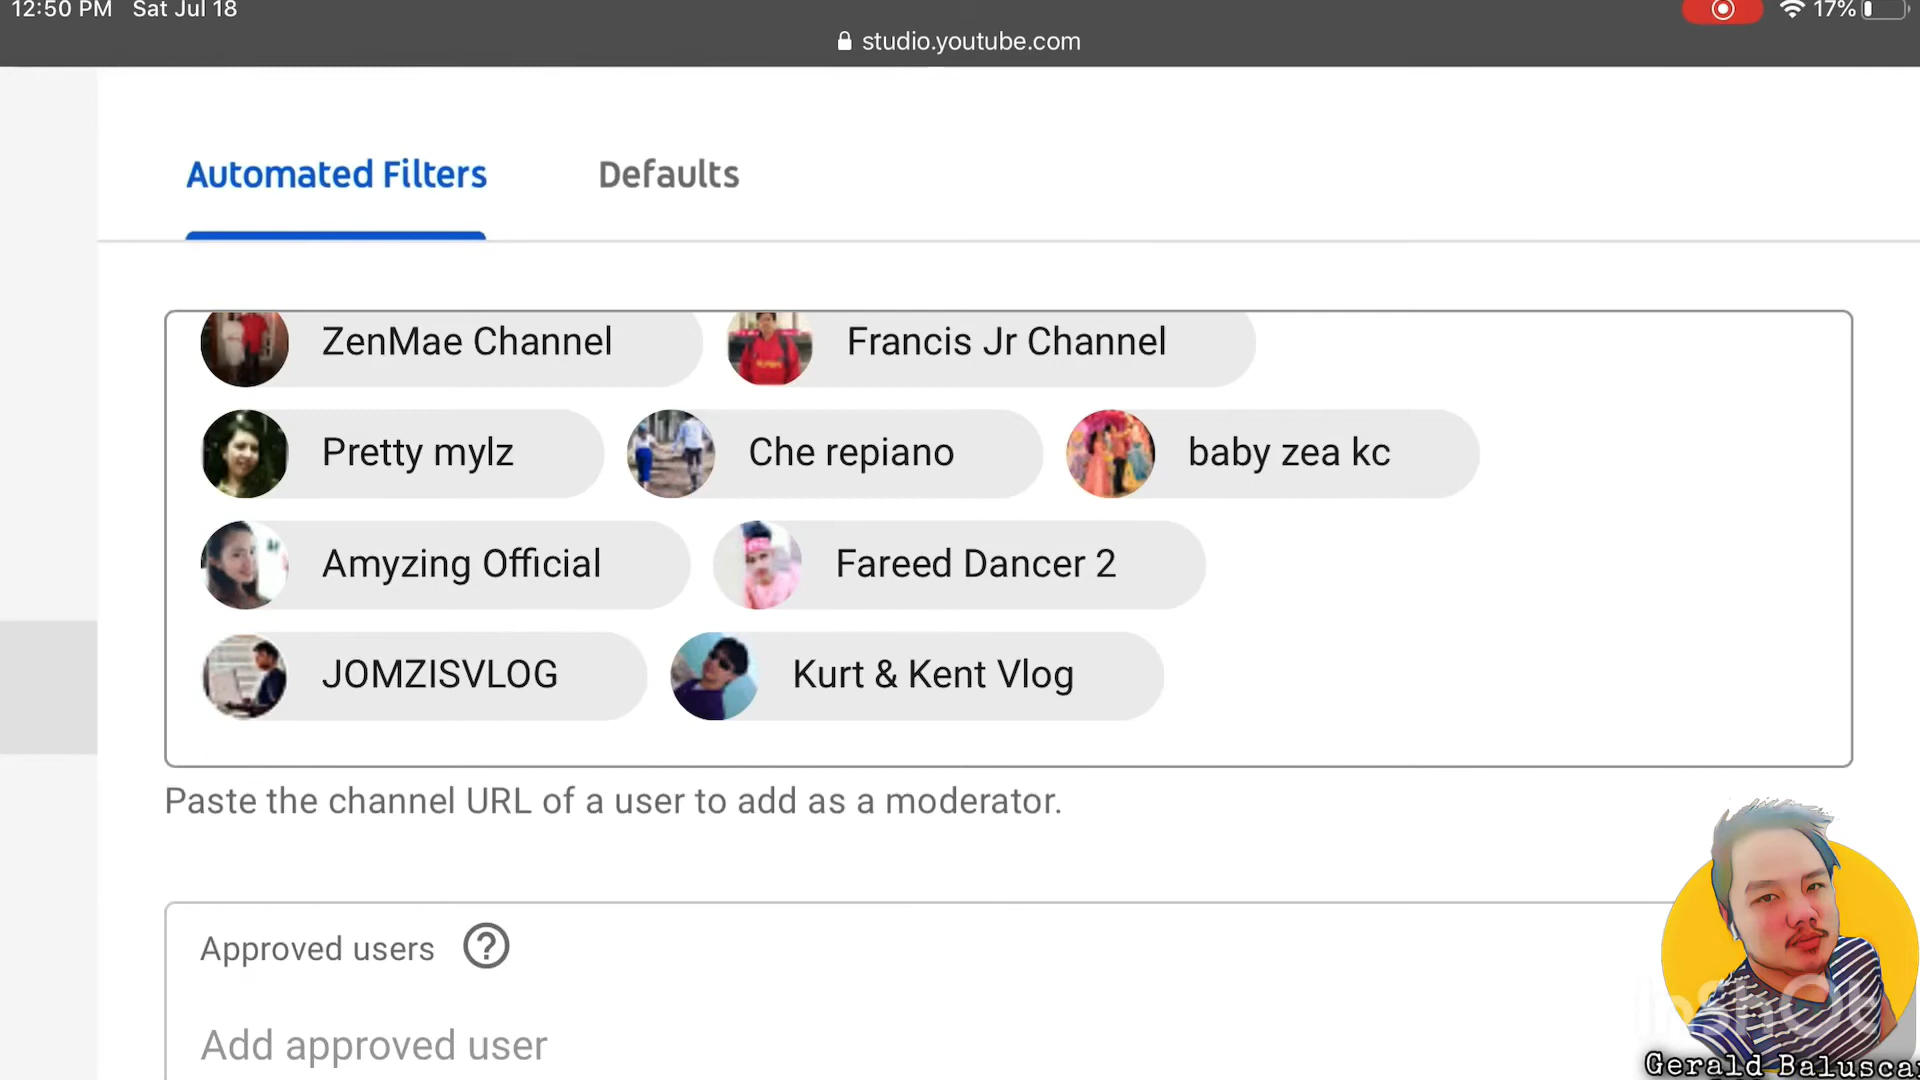 12:50 PM Sat Jul 18
17%
studio.youtube.com
Automated Filters Defaults
ZenMae Channel Francis Jr Channel
Pretty mylz Che repiano baby zea kc
Amyzing Official Fareed Dancer 2
JOMZISVLOG Kurt & Kent Vlog
Paste the channel URL of a user to add as a moderator.
Approved users
Add approved user
InShOt
Gerald Baluscan